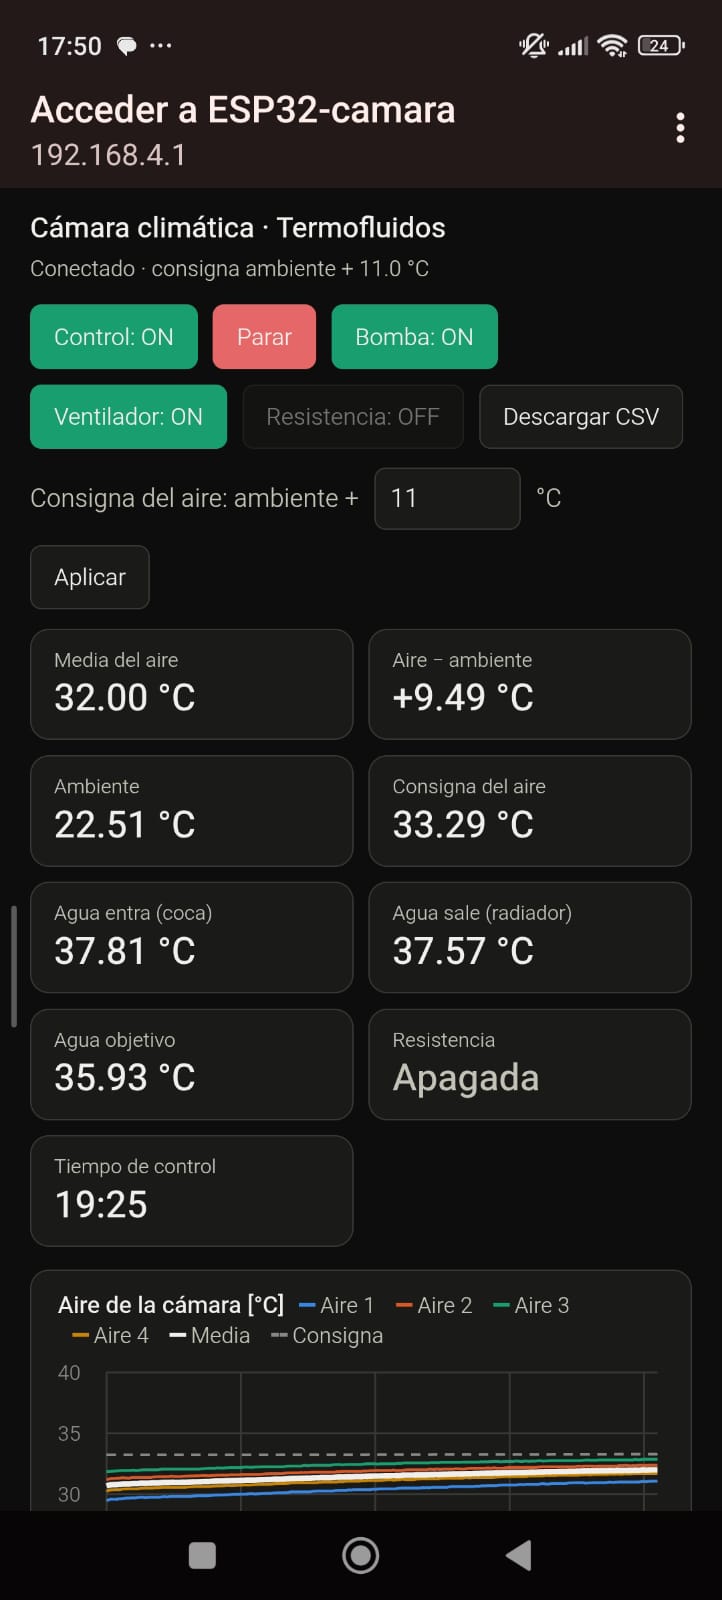 17:50
24
Acceder a ESP32-camara
192.168.4.1
Cámara climática · Termofluidos
Conectado · consigna ambiente + 11.0 °C
Control: ON Parar Bomba: ON
Ventilador: ON Resistencia: OFF Descargar CSV
Consigna del aire: ambiente + 11 °C
Aplicar
Media del aire
32.00 °C
Aire − ambiente
+9.49 °C
Ambiente
22.51 °C
Consigna del aire
33.29 °C
Agua entra (coca)
37.81 °C
Agua sale (radiador)
37.57 °C
Agua objetivo
35.93 °C
Resistencia
Apagada
Tiempo de control
19:25
Aire de la cámara [°C] Aire 1 Aire 2 Aire 3
Aire 4 Media Consigna
40
35
30